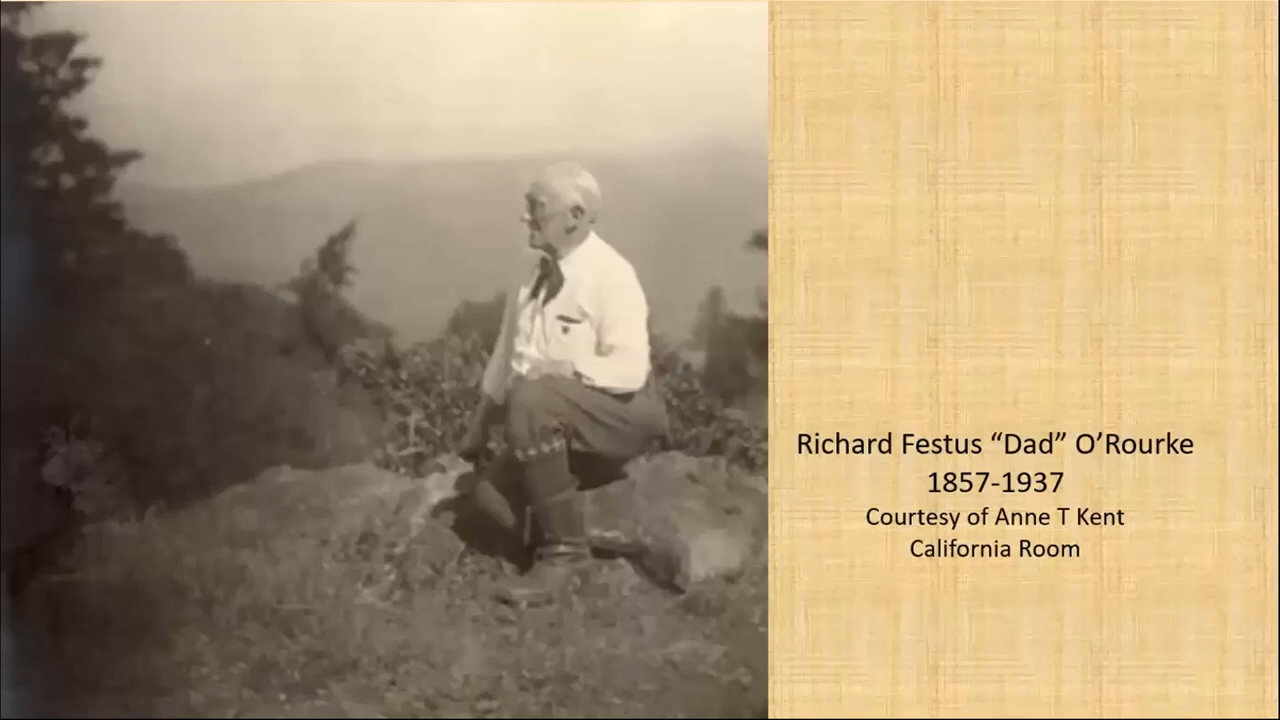 Richard Festus “Dad” O’Rourke
1857-1937
Courtesy of Anne T Kent
California Room